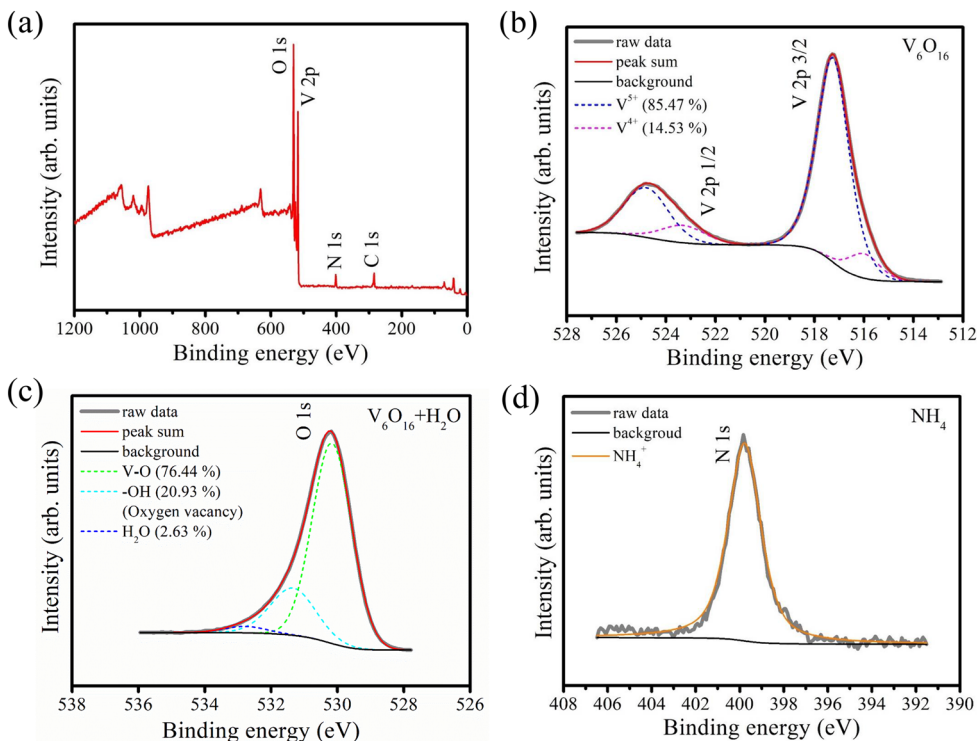 (a)
Intensity (arb. units)
O 1s
V 2p
N 1s
C 1s
1200 1000 800 600 400 200 0
Binding energy (eV)
(b)
Intensity (arb. units)
raw data
peak sum
background
V⁵⁺ (85.47 %)
V⁴⁺ (14.53 %)
V₆O₁₆
V 2p 3/2
V 2p 1/2
528 526 524 522 520 518 516 514 512
Binding energy (eV)
(c)
Intensity (arb. units)
raw data
peak sum
background
V-O (76.44 %)
-OH (20.93 %)
(Oxygen vacancy)
H₂O (2.63 %)
O 1s
V₆O₁₆+H₂O
538 536 534 532 530 528 526
Binding energy (eV)
(d)
Intensity (arb. units)
raw data
backgroud
NH₄⁺
N 1s
NH₄
408 406 404 402 400 398 396 394 392 390
Binding energy (eV)